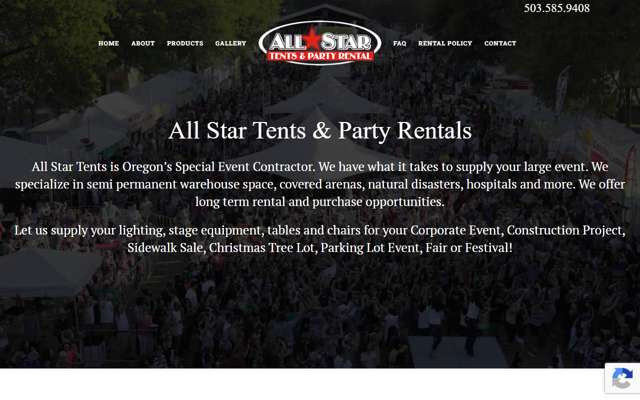 503.585.9408
HOME ABOUT PRODUCTS GALLERY ALL STAR TENTS & PARTY RENTAL FAQ RENTAL POLICY CONTACT
All Star Tents & Party Rentals
All Star Tents is Oregon's Special Event Contractor. We have what it takes to supply your large event. We
specialize in semi permanent warehouse space, covered arenas, natural disasters, hospitals and more. We offer
long term rental and purchase opportunities.
Let us supply your lighting, stage equipment, tables and chairs for your Corporate Event, Construction Project,
Sidewalk Sale, Christmas Tree Lot, Parking Lot Event, Fair or Festival!